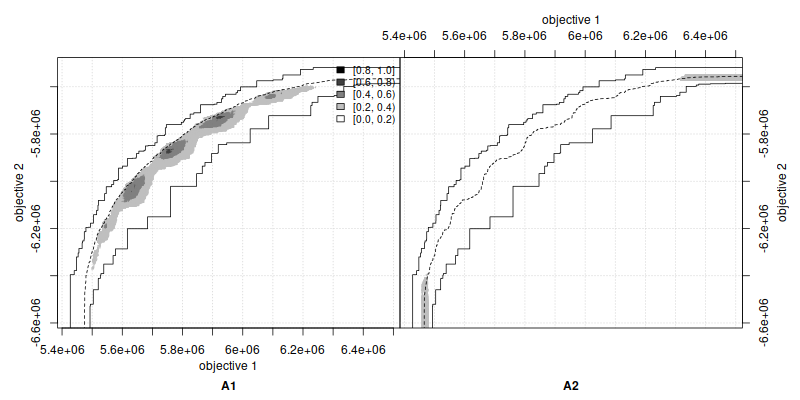 objective 1
5.4e+06 5.6e+06 5.8e+06 6e+06 6.2e+06 6.4e+06
[0.8, 1.0]
[0.6, 0.8)
[0.4, 0.6)
[0.2, 0.4)
[0.0, 0.2)
objective 2
-5.8e+06
-6.2e+06
-6.6e+06
-5.8e+06
-6.2e+06
-6.6e+06
objective 2
5.4e+06 5.6e+06 5.8e+06 6e+06 6.2e+06 6.4e+06
objective 1
A1 A2